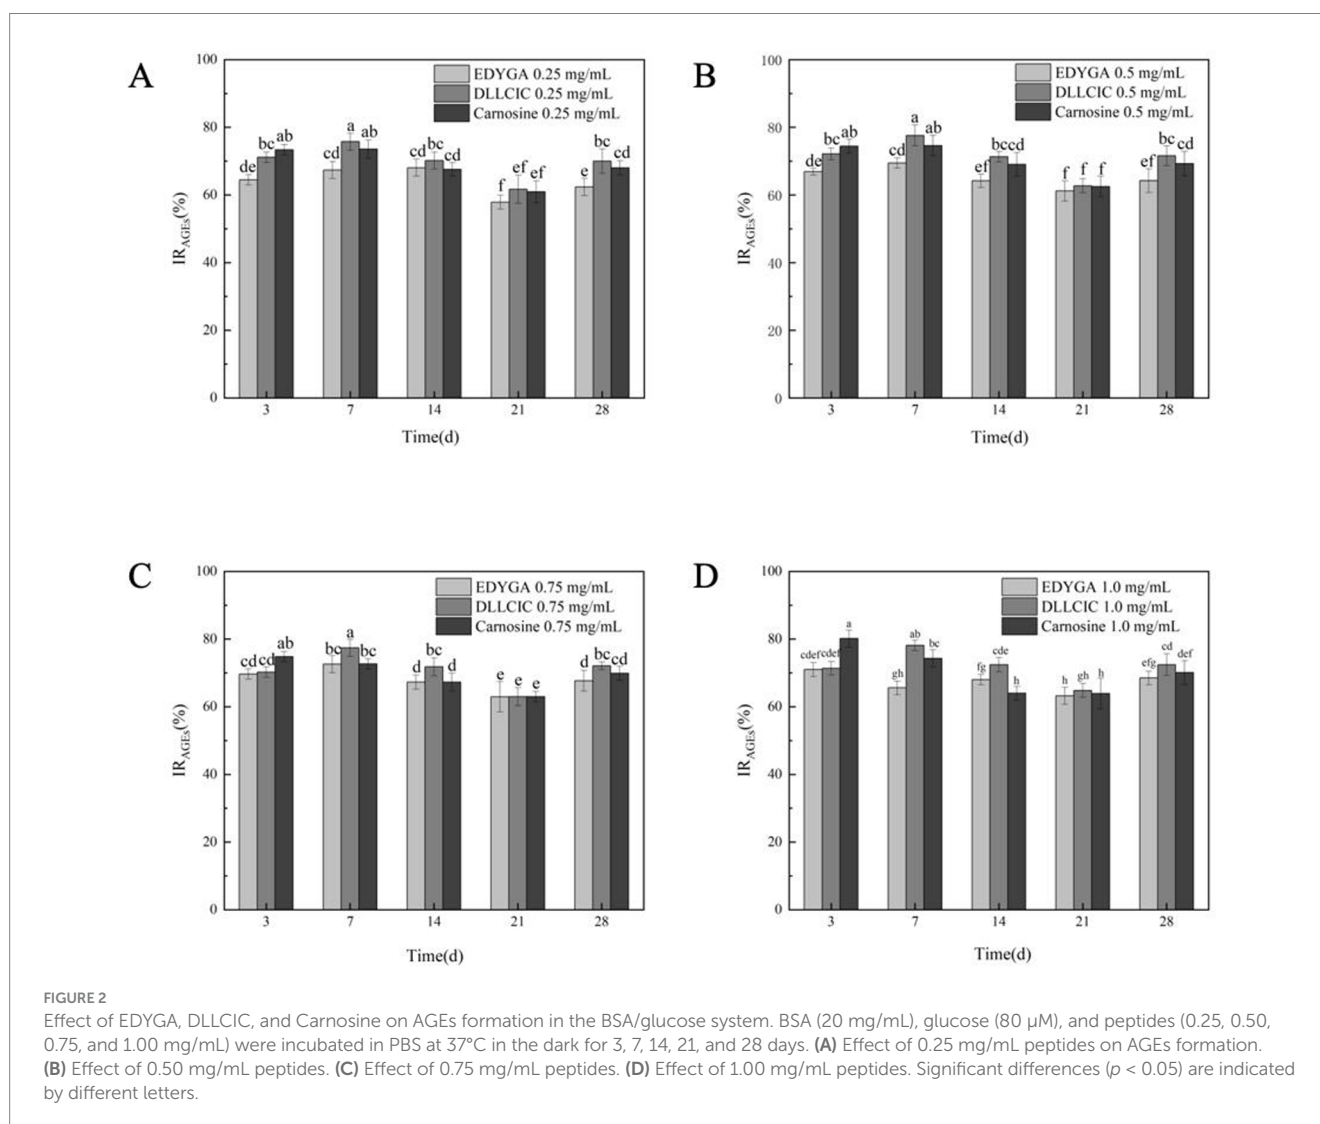 A
100
80
60
40
20
0
IRAGEs(%)
EDYGA 0.25 mg/mL
DLLCIC 0.25 mg/mL
Carnosine 0.25 mg/mL
de bc ab
cd a ab
cd bc cd
f ef ef
e bc cd
3 7 14 21 28
Time(d)
B
100
80
60
40
20
0
IRAGEs(%)
EDYGA 0.5 mg/mL
DLLCIC 0.5 mg/mL
Carnosine 0.5 mg/mL
de bc ab
cd a ab
ef bccd
f f f
ef bc cd
3 7 14 21 28
Time(d)
C
100
80
60
40
20
0
IRAGEs(%)
EDYGA 0.75 mg/mL
DLLCIC 0.75 mg/mL
Carnosine 0.75 mg/mL
cd cd ab
bc a bc
d bc d
e e e
d bc cd
3 7 14 21 28
Time(d)
D
100
80
60
40
20
0
IRAGEs(%)
EDYGA 1.0 mg/mL
DLLCIC 1.0 mg/mL
Carnosine 1.0 mg/mL
cdef cdef a
gh ab bc
fg cde h
h gh h
efg cd def
3 7 14 21 28
Time(d)
FIGURE 2
Effect of EDYGA, DLLCIC, and Carnosine on AGEs formation in the BSA/glucose system. BSA (20 mg/mL), glucose (80 μM), and peptides (0.25, 0.50,
0.75, and 1.00 mg/mL) were incubated in PBS at 37°C in the dark for 3, 7, 14, 21, and 28 days. (A) Effect of 0.25 mg/mL peptides on AGEs formation.
(B) Effect of 0.50 mg/mL peptides. (C) Effect of 0.75 mg/mL peptides. (D) Effect of 1.00 mg/mL peptides. Significant differences (p < 0.05) are indicated
by different letters.